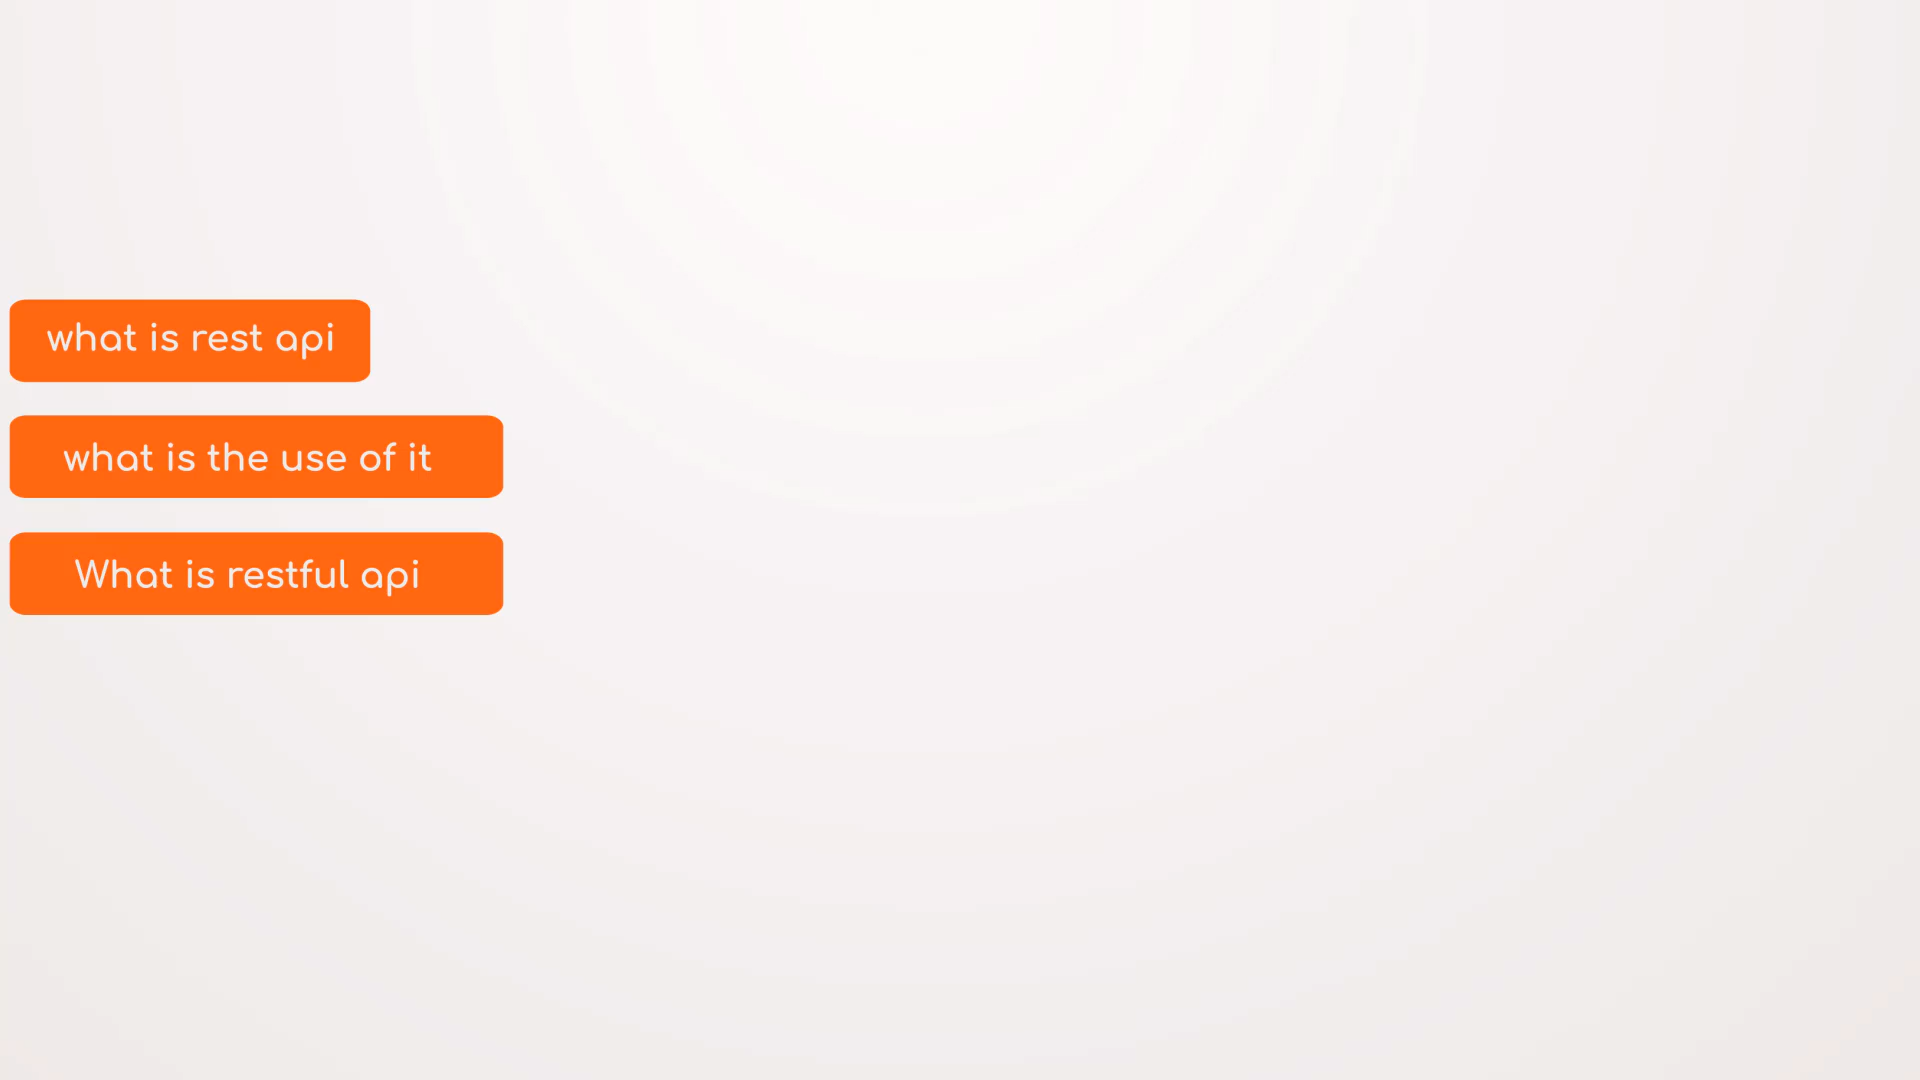 what is rest api
what is the use of it
What is restful api